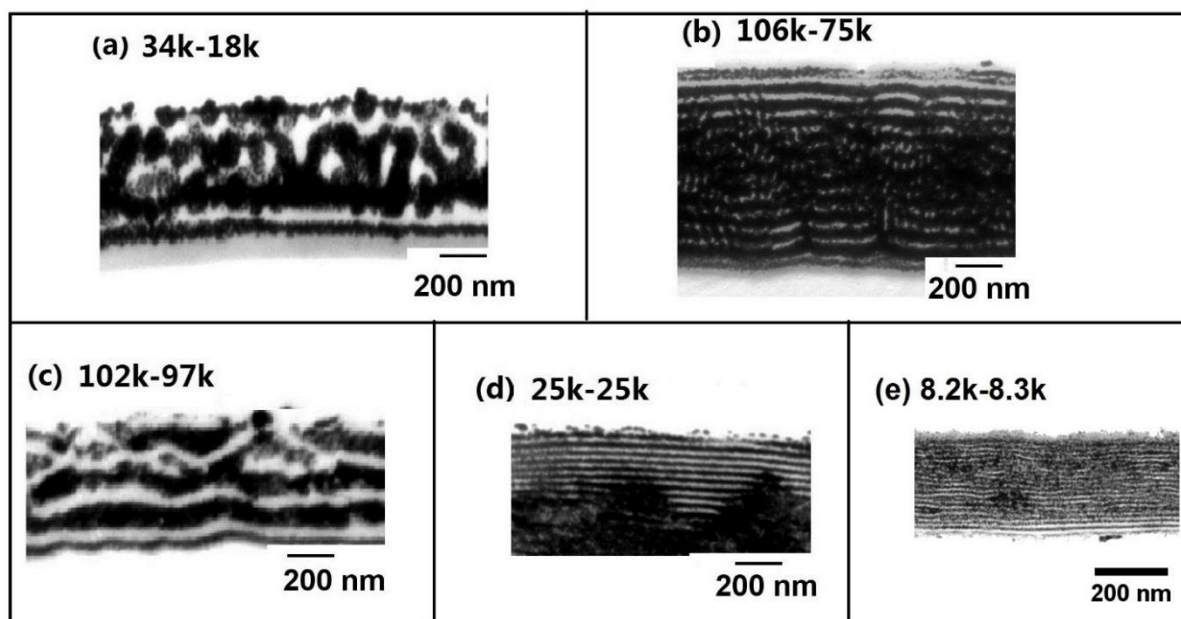 (a) 34k-18k
200 nm
(b) 106k-75k
200 nm
(c) 102k-97k
200 nm
(d) 25k-25k
200 nm
(e) 8.2k-8.3k
200 nm